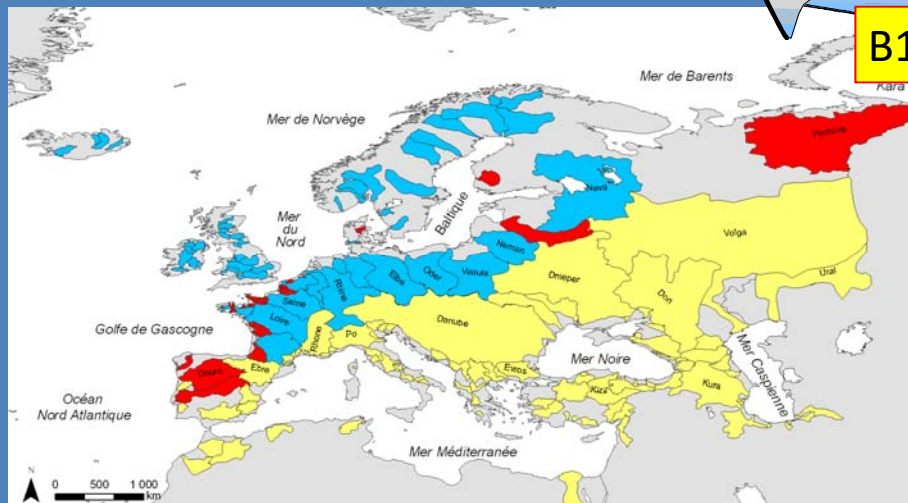 B1
Mer de Barents
Kara
Mer de Norvège
Pechora
Neva
Baltique
Mer
du
Nord
Volga
Neman
Ural
Vistule
Oder
Elbe
Rhine
Dnieper
Don
Seine
Loire
Golfe de Gascogne
Danube
Rhone
Po
Mer Noire
Mer Caspienne
Ebre
Douro
Evros
Kizil
Kura
Océan
Nord Atlantique
Mer Méditerranée
N
0 500 1 000
km